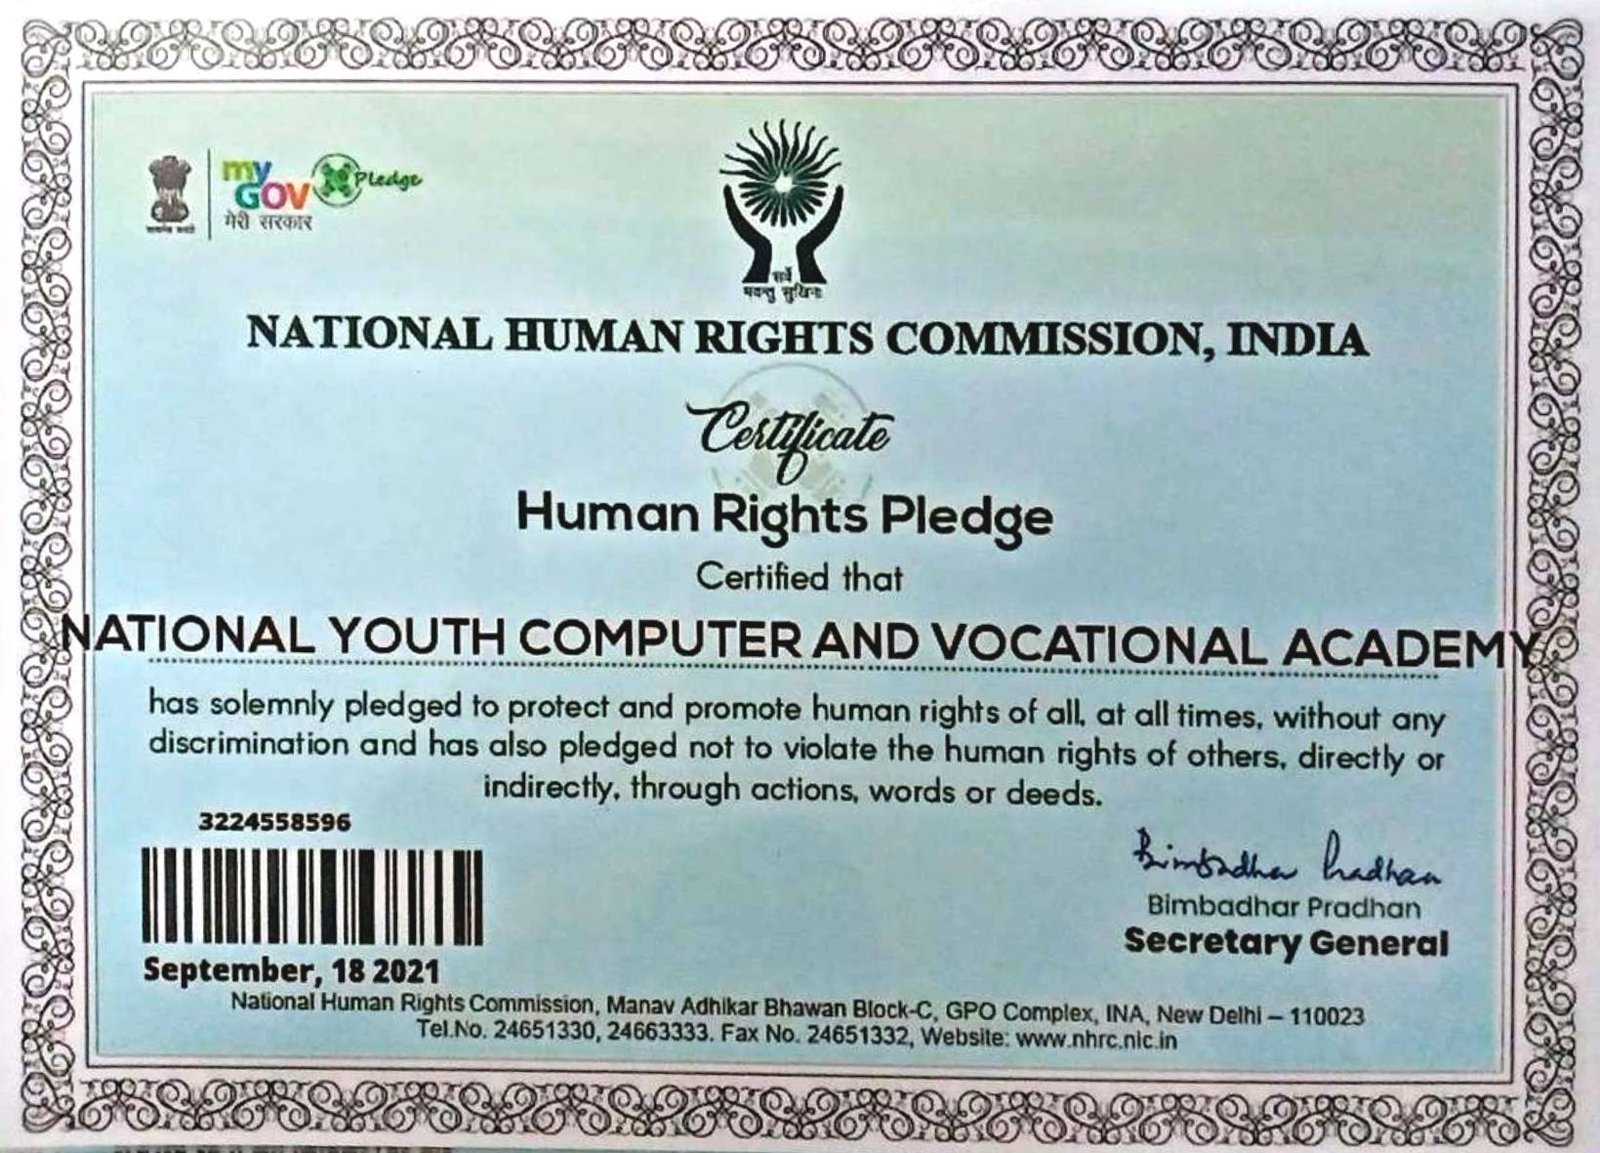 my
GOV
Pledge
मेरी सरकार
सर्वे
भवन्तु सुखिनः
NATIONAL HUMAN RIGHTS COMMISSION, INDIA
Certificate
Human Rights Pledge
Certified that
NATIONAL YOUTH COMPUTER AND VOCATIONAL ACADEMY
has solemnly pledged to protect and promote human rights of all, at all times, without any
discrimination and has also pledged not to violate the human rights of others, directly or
indirectly, through actions, words or deeds.
3224558596
Bimbadhar Pradhan
Bimbadhar Pradhan
Secretary General
September, 18 2021
National Human Rights Commission, Manav Adhikar Bhawan Block-C, GPO Complex, INA, New Delhi – 110023
Tel.No. 24651330, 24663333. Fax No. 24651332, Website: www.nhrc.nic.in